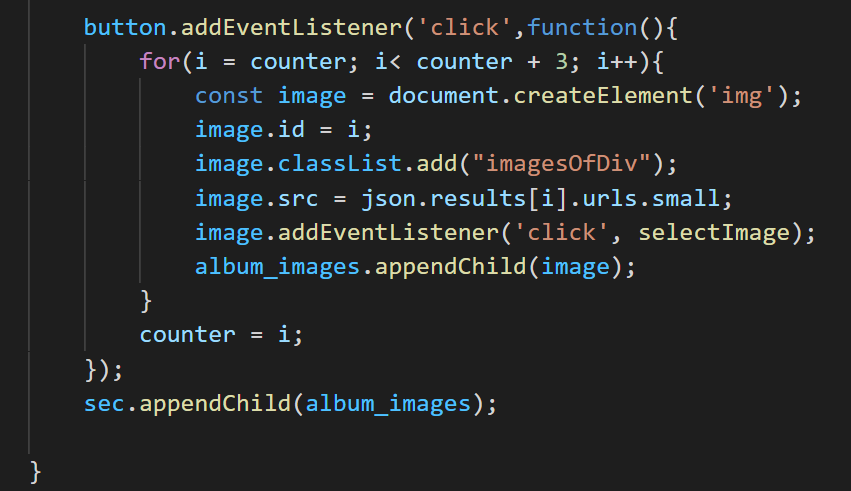 button.addEventListener('click',function(){
for(i = counter; i< counter + 3; i++){
const image = document.createElement('img');
image.id = i;
image.classList.add("imagesOfDiv");
image.src = json.results[i].urls.small;
image.addEventListener('click', selectImage);
album_images.appendChild(image);
}
counter = i;
});
sec.appendChild(album_images);
}